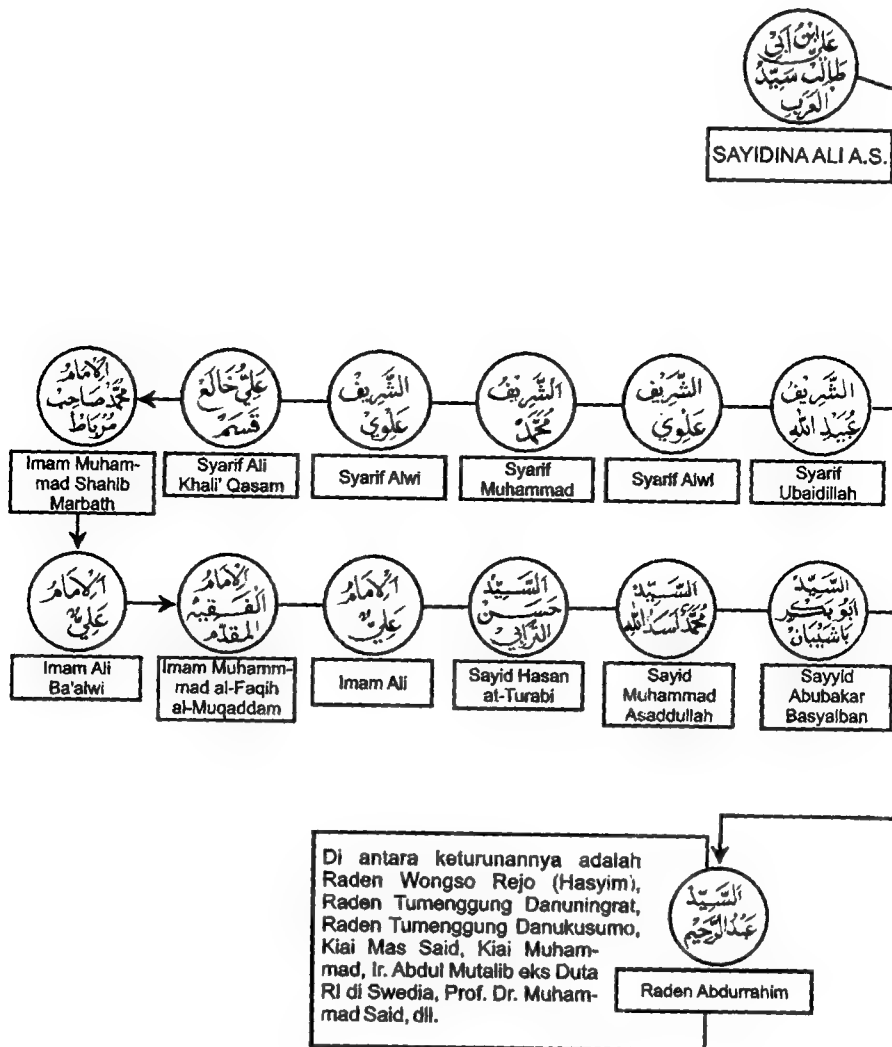 علي ابن أبي
طالب سيد
العرب
SAYIDINA ALI A.S.
الإمام
محمد صاحب
مرباط
Imam Muham-
mad Shahib
Marbath
علي خالع
قسم
Syarif Ali
Khali' Qasam
الشريف
علوي
Syarif Alwi
الشريف
محمد
Syarif
Muhammad
الشريف
علوي
Syarif Alwi
الشريف
عبيد الله
Syarif
Ubaidillah
الإمام
علي
Imam Ali
Ba'alwi
الإمام
الفقيه
المقدم
Imam Muhamm-
mad al-Faqih
al-Muqaddam
الإمام
علي
Imam Ali
السيد
حسن
الترابي
Sayid Hasan
at-Turabi
السيد
محمد أسد الله
Sayid
Muhammad
Asaddullah
السيد
ابو بكر
باشيبان
Sayyid
Abubakar
Basyaiban
Di antara keturunannya adalah
Raden Wongso Rejo (Hasyim),
Raden Tumenggung Danuningrat,
Raden Tumenggung Danukusumo,
Kiai Mas Said, Kiai Muham-
mad, Ir. Abdul Mutalib eks Duta
RI di Swedia, Prof. Dr. Muham-
mad Said, dll.
السيد
عبد الرحيم
Raden Abdurrahim